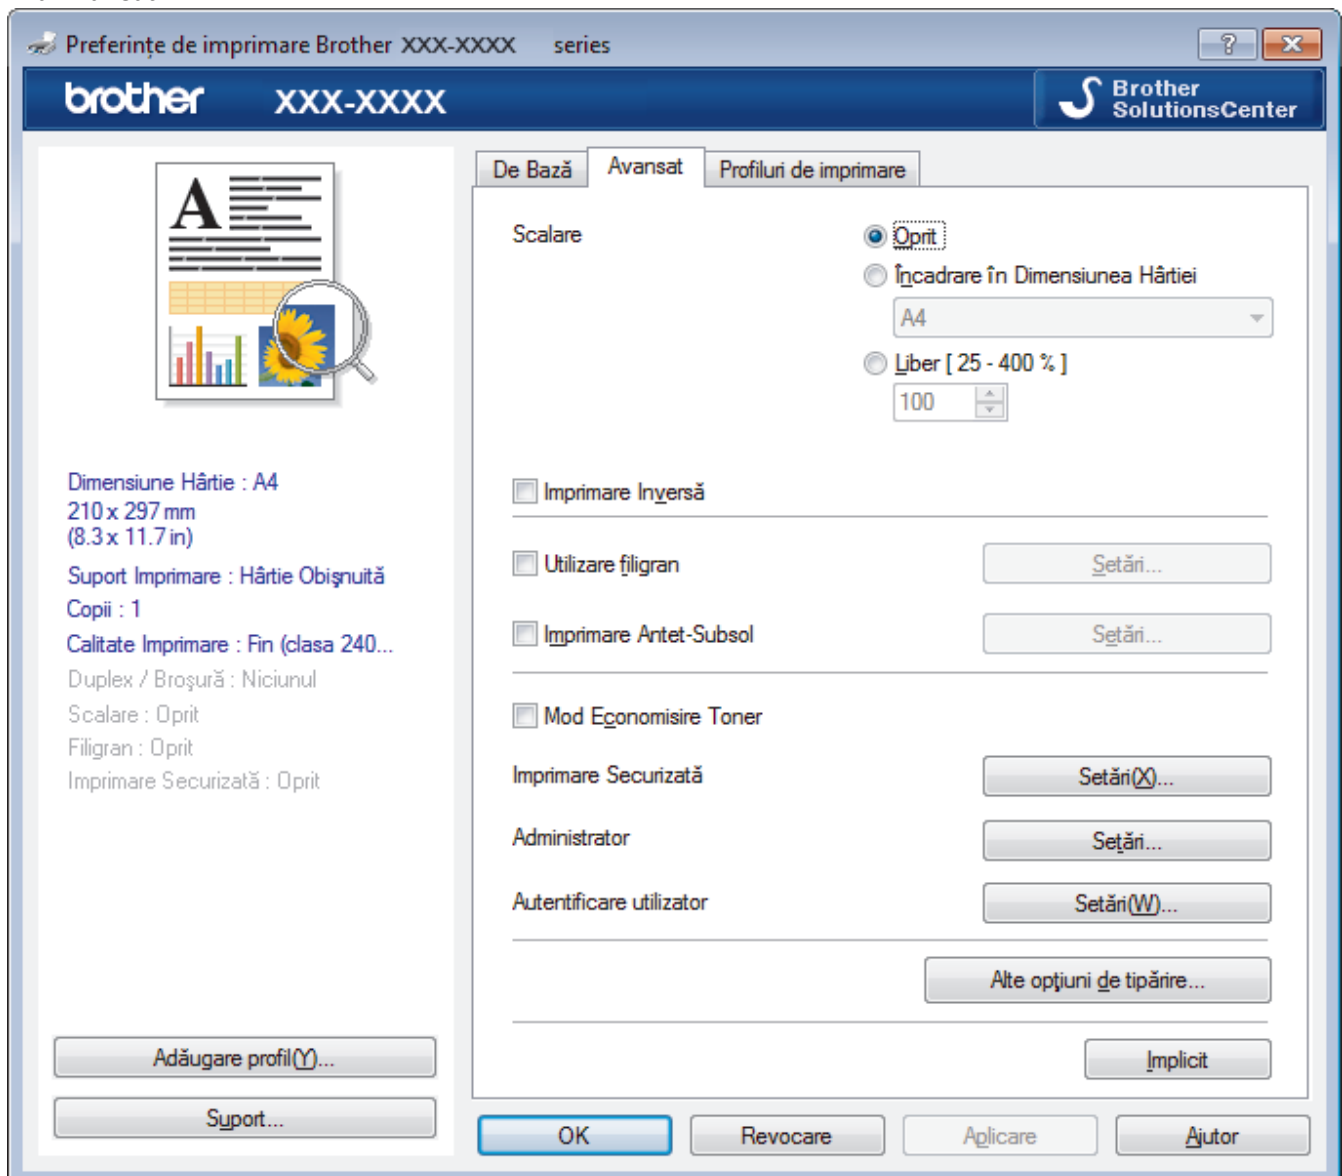 Preferințe de imprimare Brother XXX-XXXX series
brother XXX-XXXX
Brother
SolutionsCenter
De Bază Avansat Profiluri de imprimare
A
Scalare
Oprit
Încadrare în Dimensiunea Hârtiei
A4
Liber [ 25 - 400 % ]
100
Imprimare Inversă
Utilizare filigran Setări...
Imprimare Antet-Subsol Setări...
Mod Economisire Toner
Imprimare Securizată Setări(X)...
Administrator Setări...
Autentificare utilizator Setări(W)...
Alte opţiuni de tipărire...
Implicit
Dimensiune Hârtie : A4
210 x 297 mm
(8.3 x 11.7 in)
Suport Imprimare : Hârtie Obişnuită
Copii : 1
Calitate Imprimare : Fin (clasa 240...
Duplex / Broşură : Niciunul
Scalare : Oprit
Filigran : Oprit
Imprimare Securizată : Oprit
Adăugare profil(Y)...
Suport...
OK Revocare Aplicare Ajutor